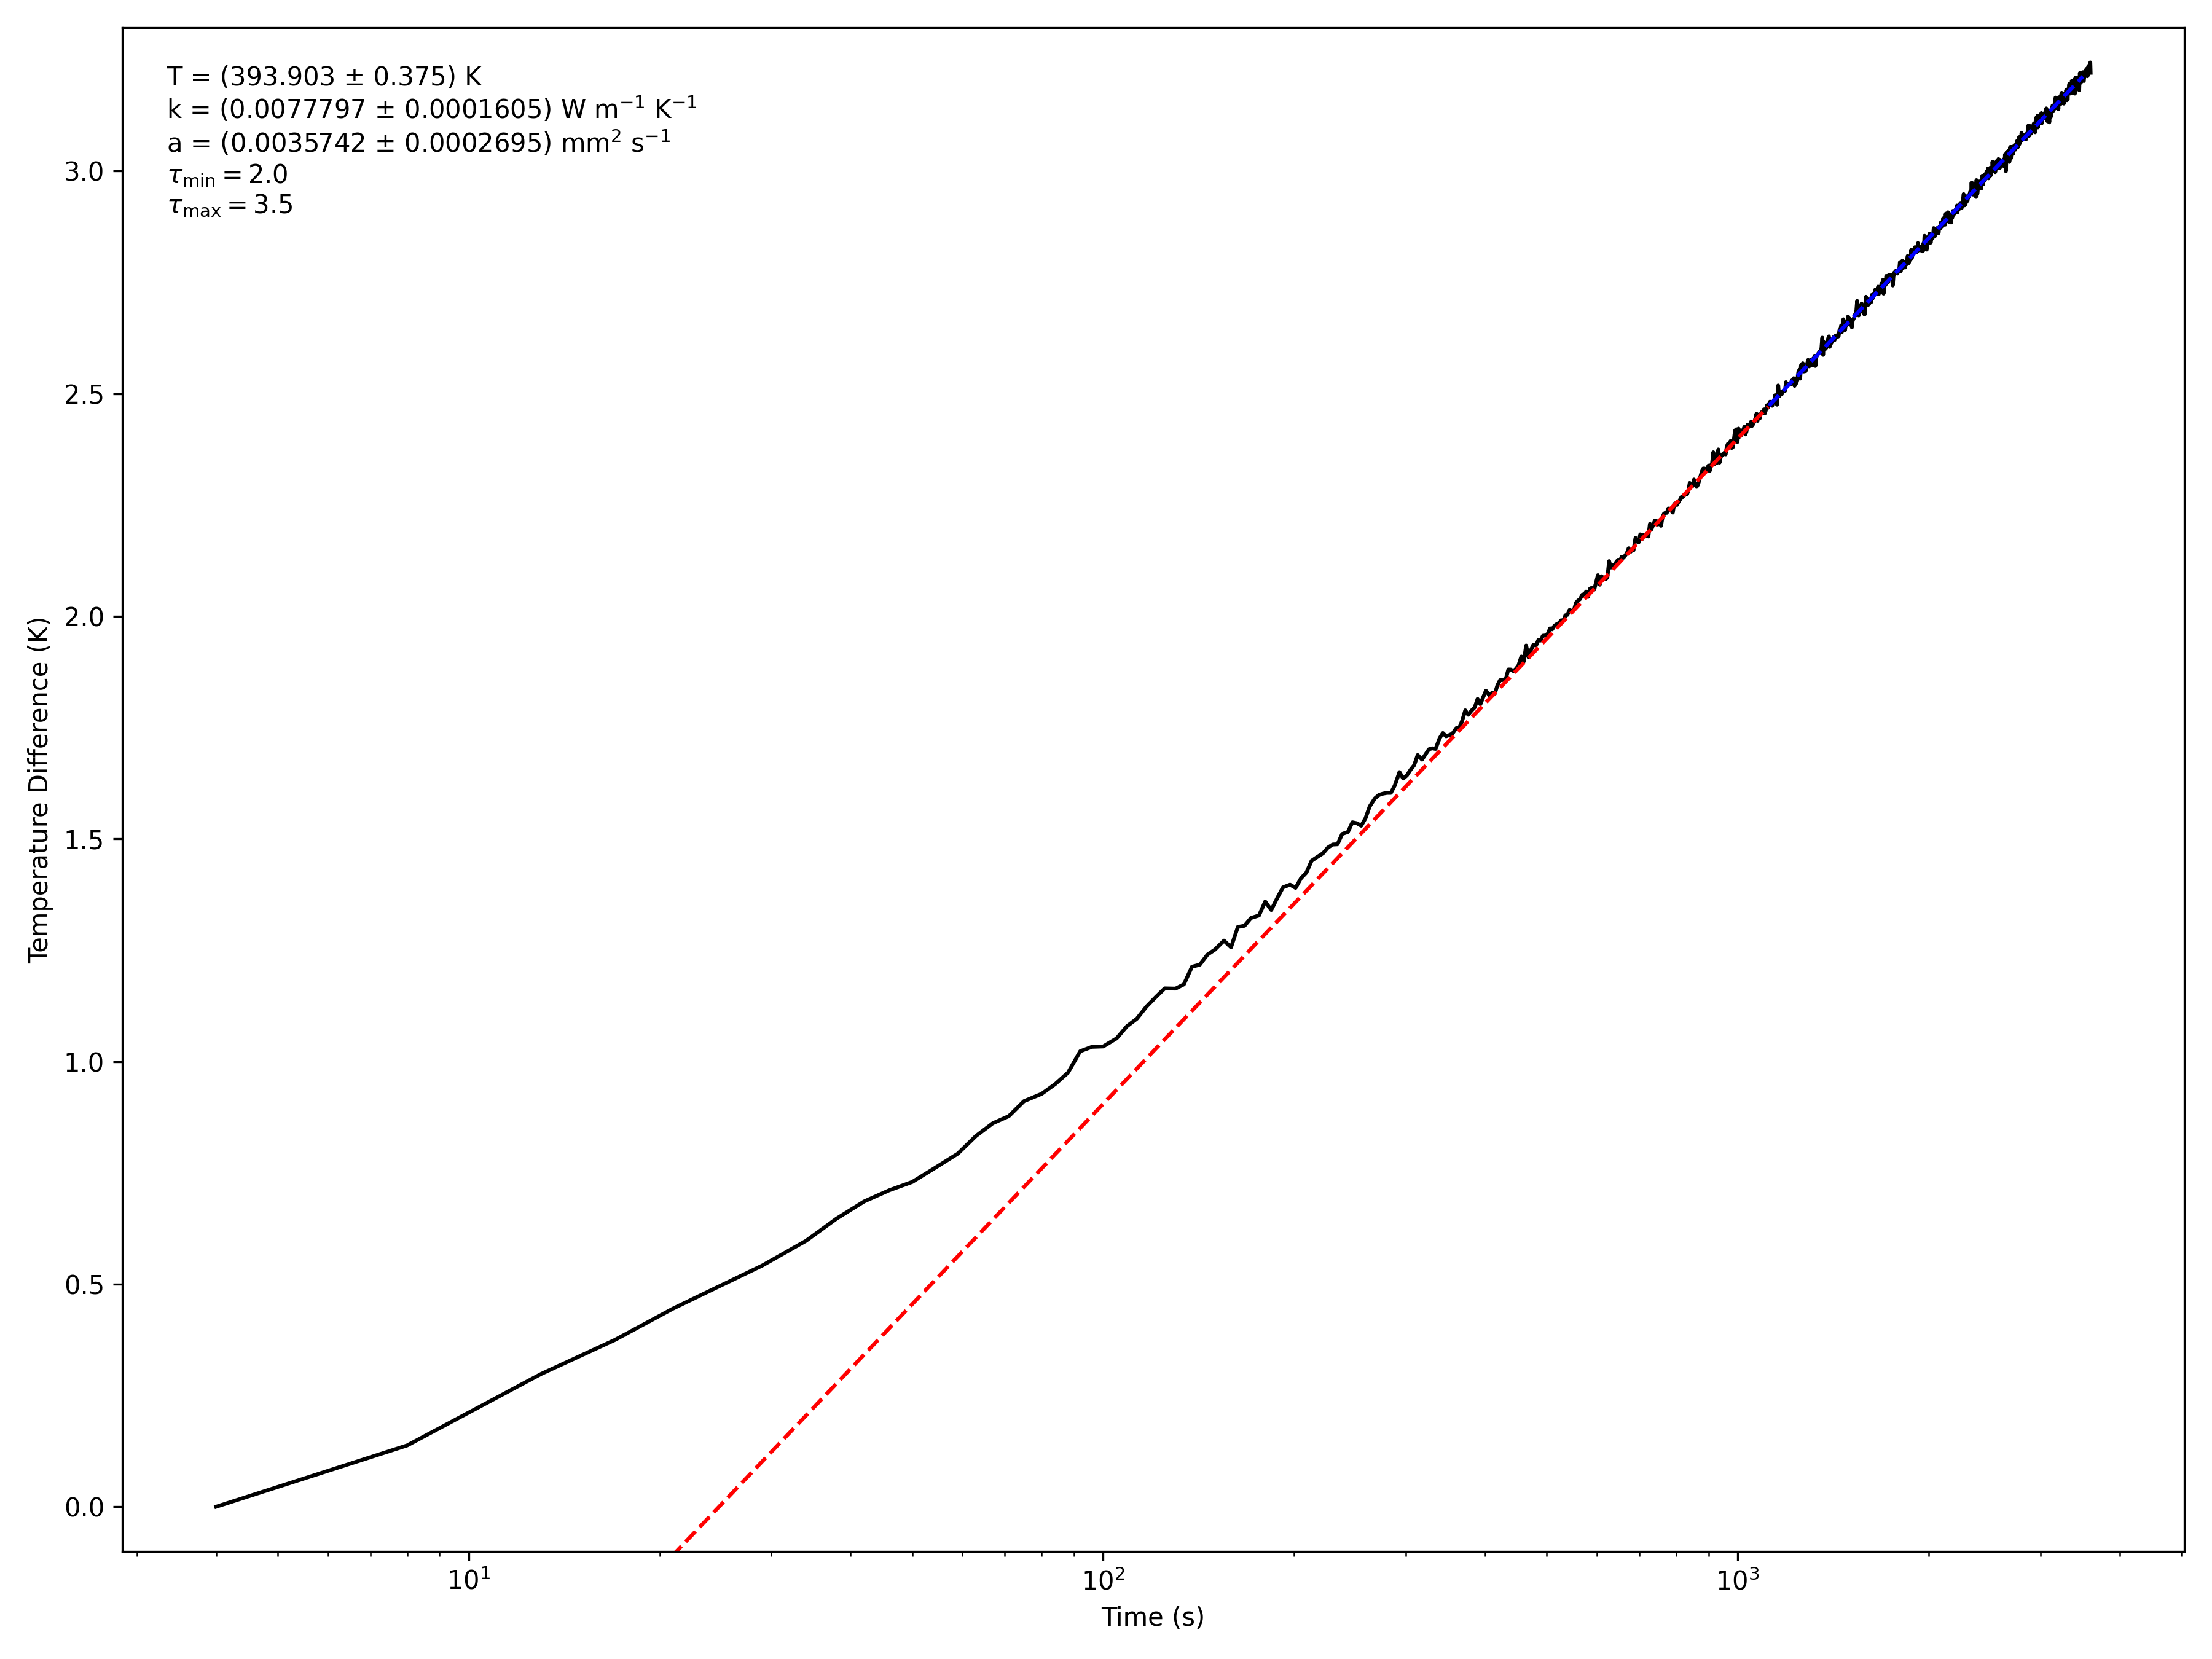 T = (393.903 ± 0.375) K
k = (0.0077797 ± 0.0001605) W m⁻¹ K⁻¹
a = (0.0035742 ± 0.0002695) mm² s⁻¹
τ_min = 2.0
τ_max = 3.5
3.0
2.5
2.0
1.5
1.0
0.5
0.0
Temperature Difference (K)
10¹ 10² 10³
Time (s)